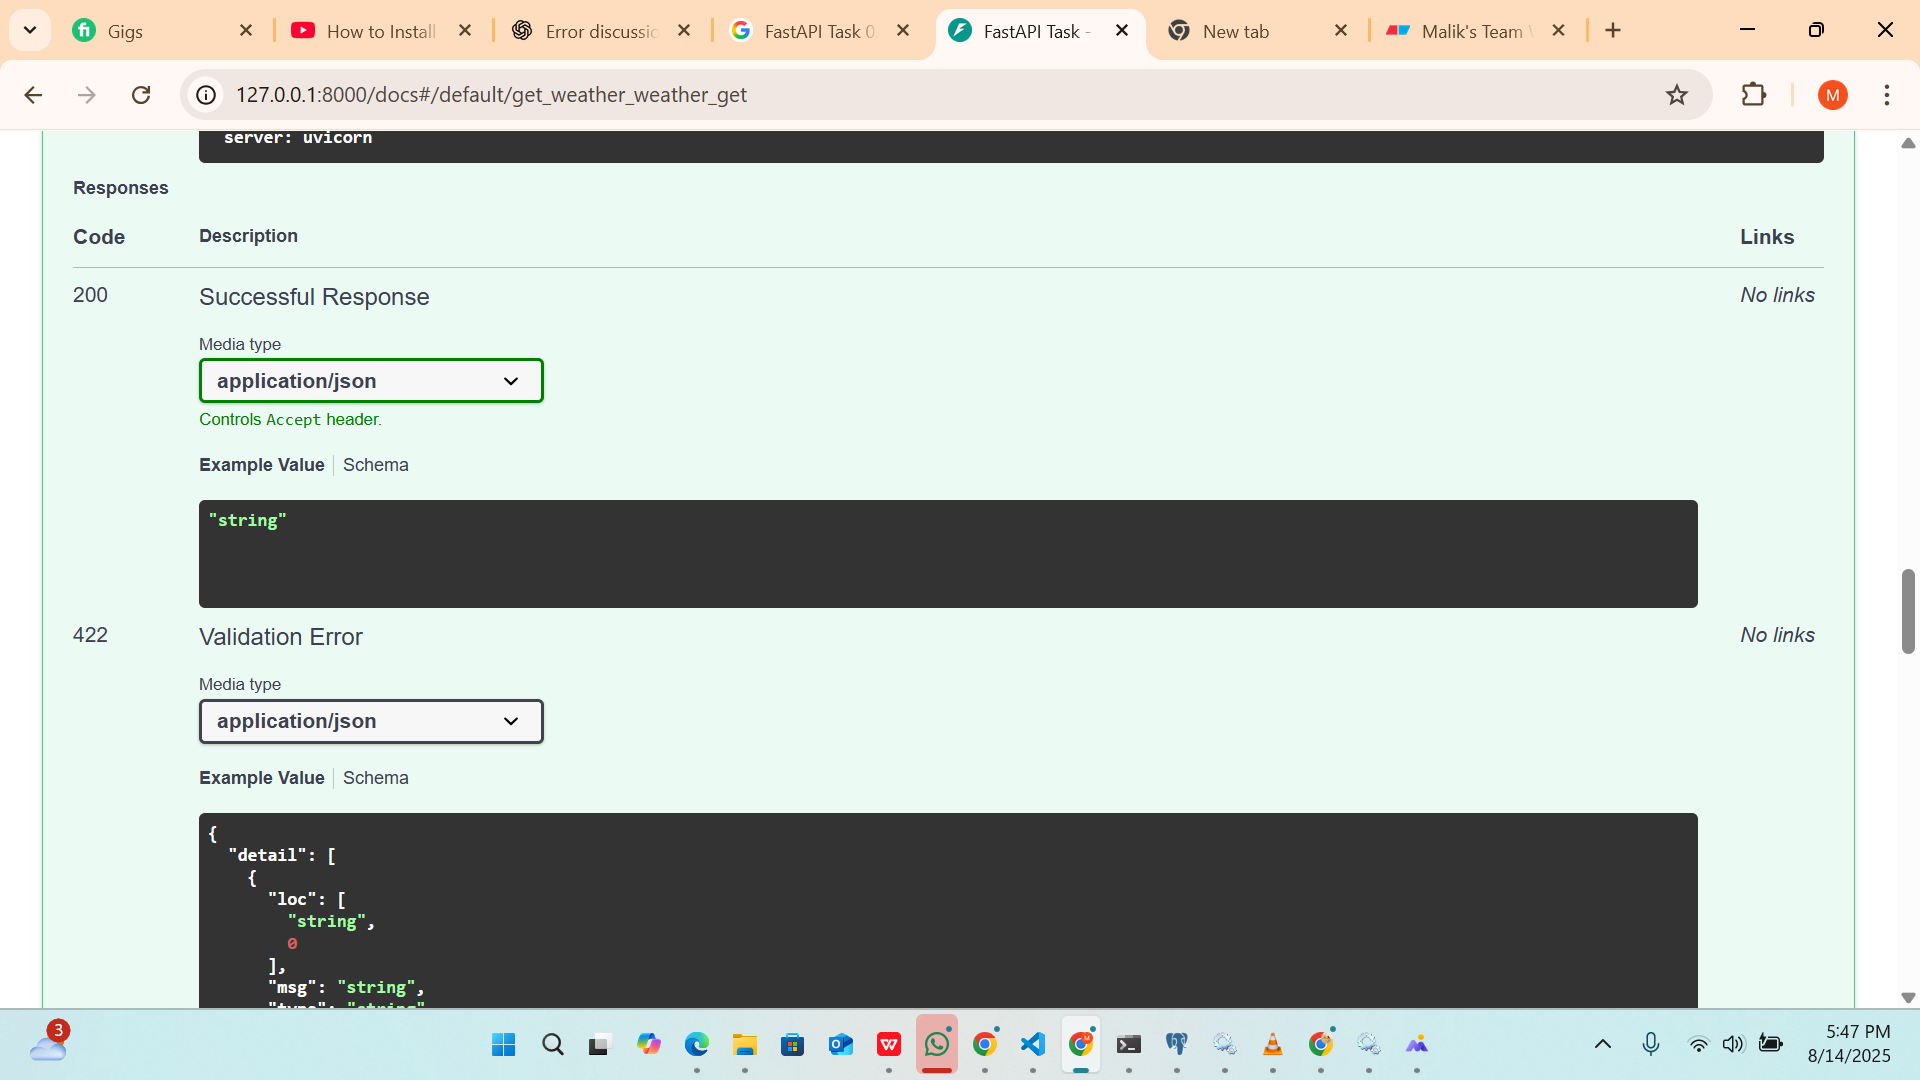 Gigs
How to Install
Error discussio
FastAPI Task 0
FastAPI Task -
New tab
Malik's Team
127.0.0.1:8000/docs#/default/get_weather_weather_get
M
server: uvicorn
Responses
Code
Description
Links
200
Successful Response
No links
Media type
application/json
Controls Accept header.
Example Value
Schema
"string"
422
Validation Error
No links
Media type
application/json
Example Value
Schema
{
"detail": [
{
"loc": [
"string",
0
],
"msg": "string",
"type": "string"
3
5:47 PM
8/14/2025